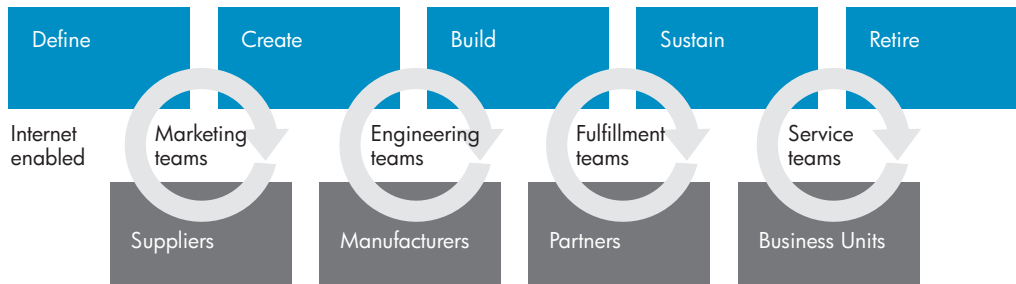 Define
Create
Build
Sustain
Retire
Internet
enabled
Marketing
teams
Engineering
teams
Fulfillment
teams
Service
teams
Suppliers
Manufacturers
Partners
Business Units